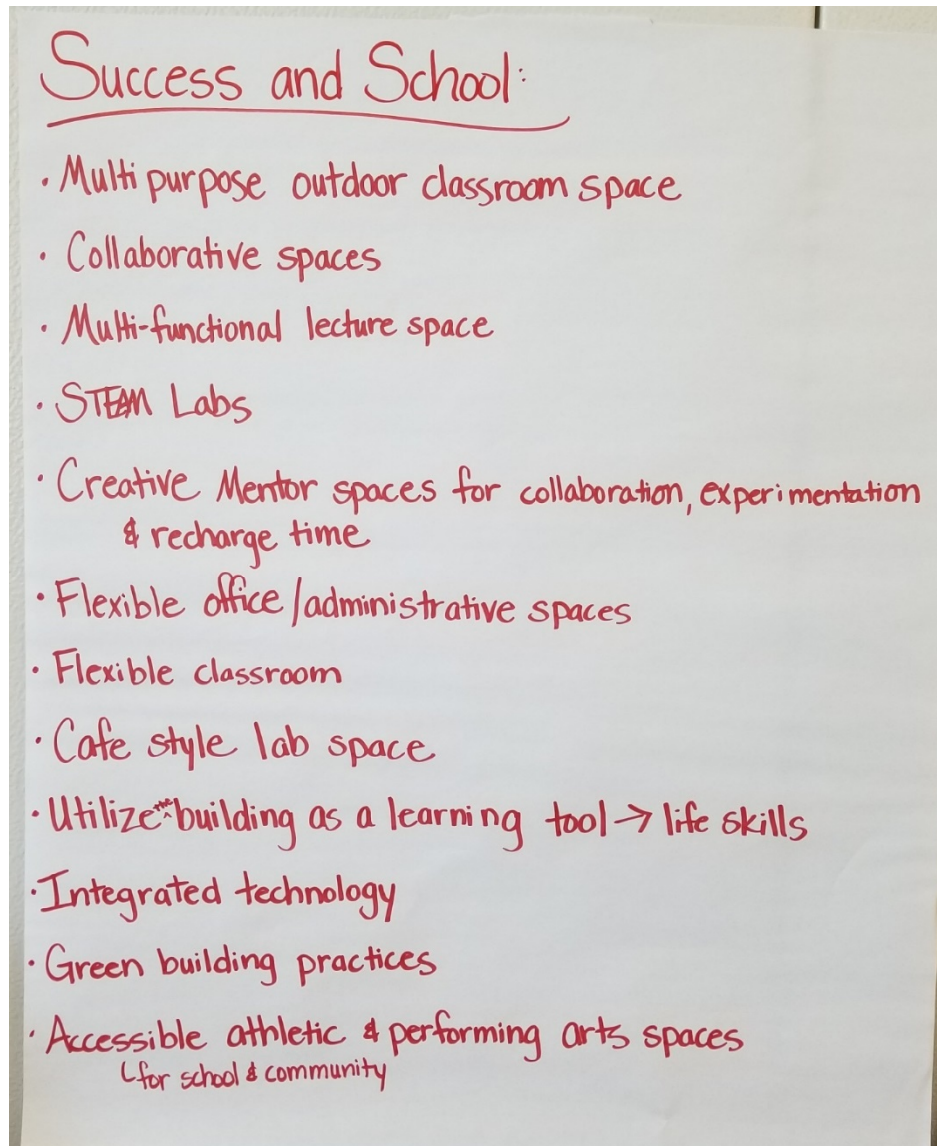 Success and School:
· Multipurpose outdoor classroom space
· Collaborative spaces
· Multi-functional lecture space
· STEAM Labs
· Creative Mentor spaces for collaboration, experimentation
& recharge time
· Flexible office/administrative spaces
· Flexible classroom
· Cafe style lab space
· Utilize the building as a learning tool → life skills
· Integrated technology
· Green building practices
· Accessible athletic & performing arts spaces
↳ for school & community